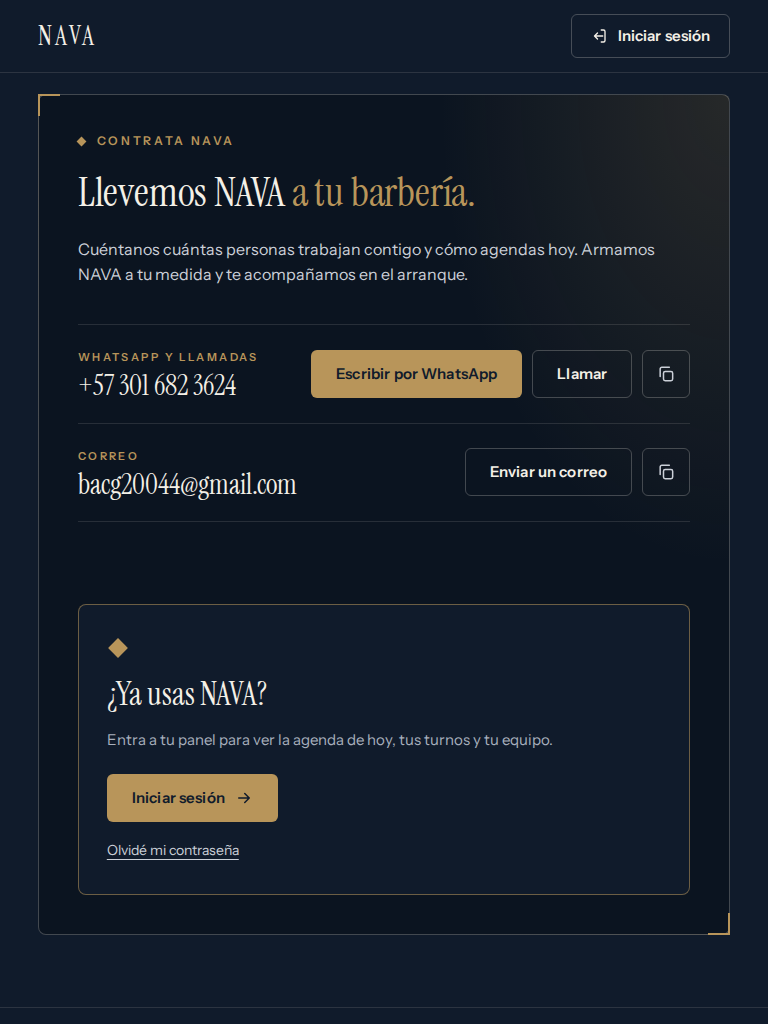 NAVA
Iniciar sesión
CONTRATA NAVA
Llevemos NAVA a tu barbería.
Cuéntanos cuántas personas trabajan contigo y cómo agendas hoy. Armamos
NAVA a tu medida y te acompañamos en el arranque.
WHATSAPP Y LLAMADAS
+57 301 682 3624
Escribir por WhatsApp
Llamar
CORREO
bacg20044@gmail.com
Enviar un correo
¿Ya usas NAVA?
Entra a tu panel para ver la agenda de hoy, tus turnos y tu equipo.
Iniciar sesión
Olvidé mi contraseña